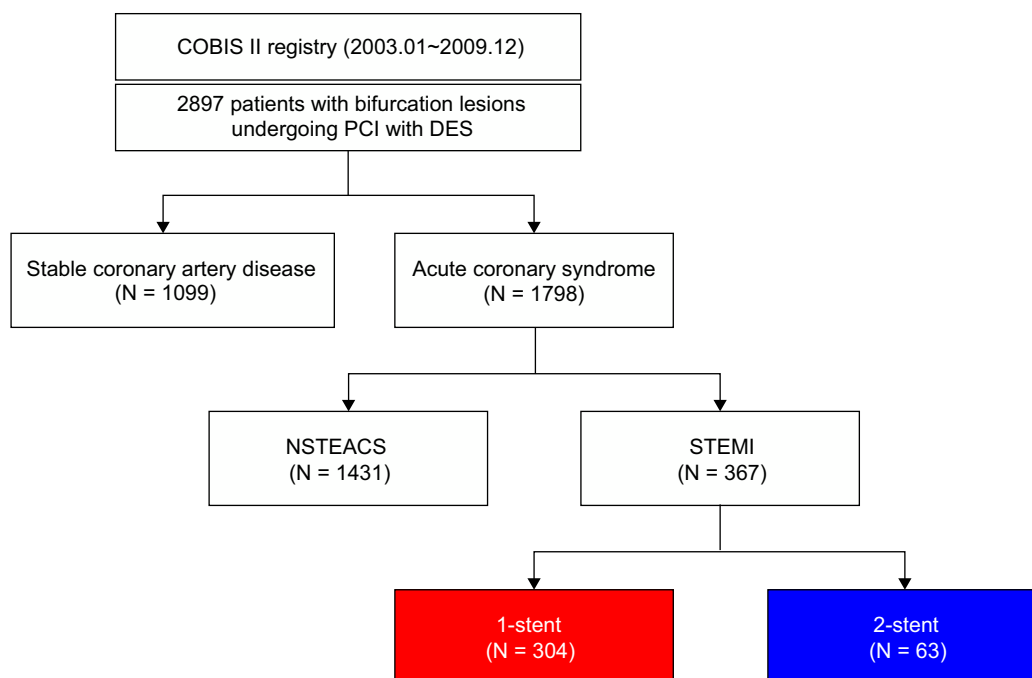 COBIS II registry (2003.01~2009.12)
2897 patients with bifurcation lesions
undergoing PCI with DES
Stable coronary artery disease
(N = 1099)
Acute coronary syndrome
(N = 1798)
NSTEACS
(N = 1431)
STEMI
(N = 367)
1-stent
(N = 304)
2-stent
(N = 63)